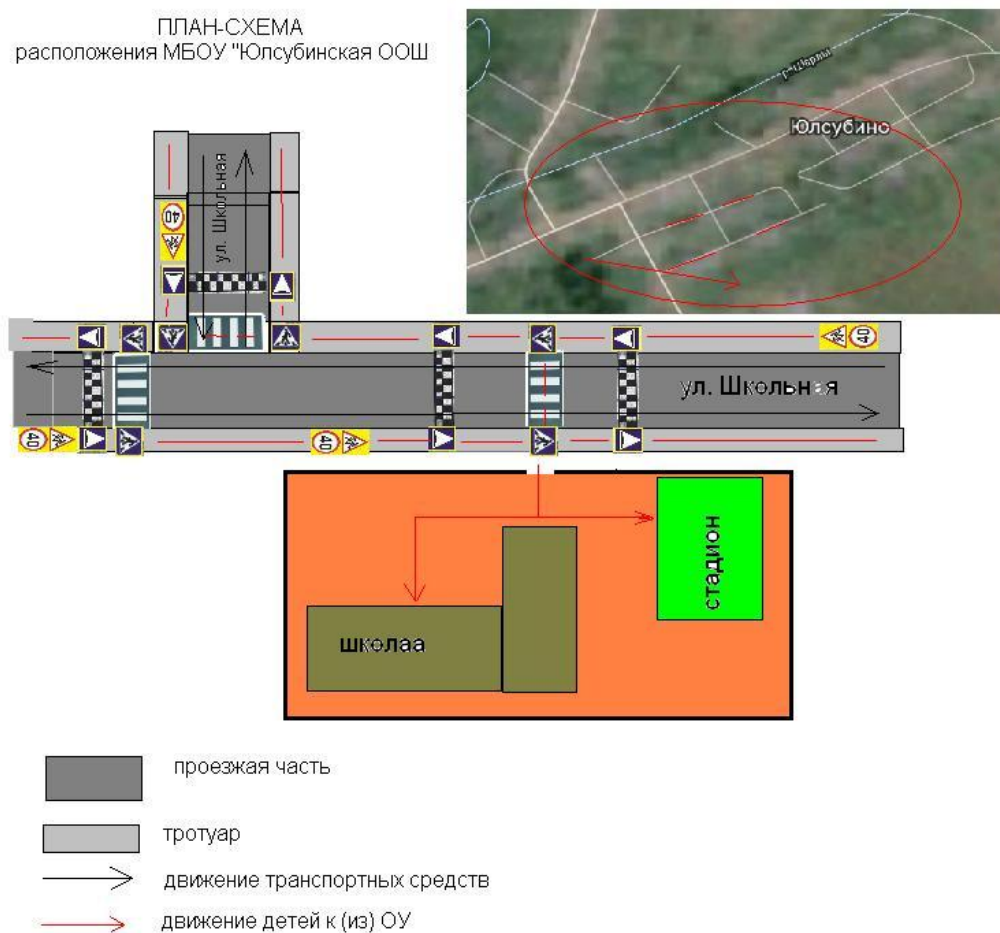 ПЛАН-СХЕМА
расположения МБОУ "Юлсубинская ООШ
р. Шарлы
Юлсубино
ул. Школьная
40
40
ул. Школьная
40
40
стадион
школаа
проезжая часть
тротуар
движение транспортных средств
движение детей к (из) ОУ